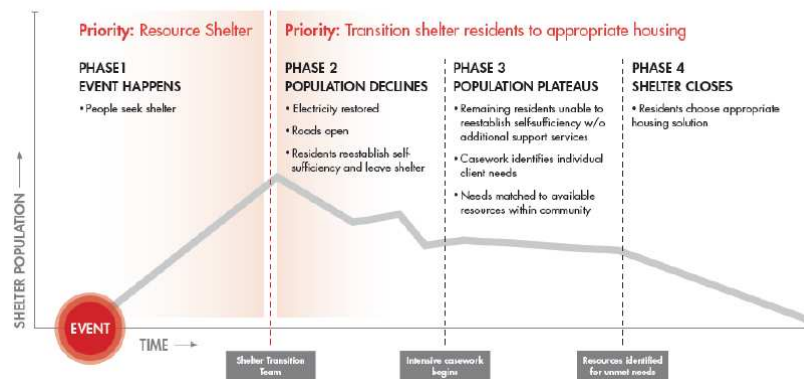 Priority: Resource Shelter
Priority: Transition shelter residents to appropriate housing
PHASE1
EVENT HAPPENS
• People seek shelter
PHASE 2
POPULATION DECLINES
• Electricity restored
• Roads open
• Residents reestablish self-
sufficiency and leave shelter
PHASE 3
POPULATION PLATEAUS
• Remaining residents unable to
reestablish self-sufficiency w/o
additional support services
• Casework identifies individual
client needs
• Needs matched to available
resources within community
PHASE 4
SHELTER CLOSES
• Residents choose appropriate
housing solution
SHELTER POPULATION
EVENT
TIME
Shelter Transition
Team
Intensive casework
begins
Resources identified
for unmet needs